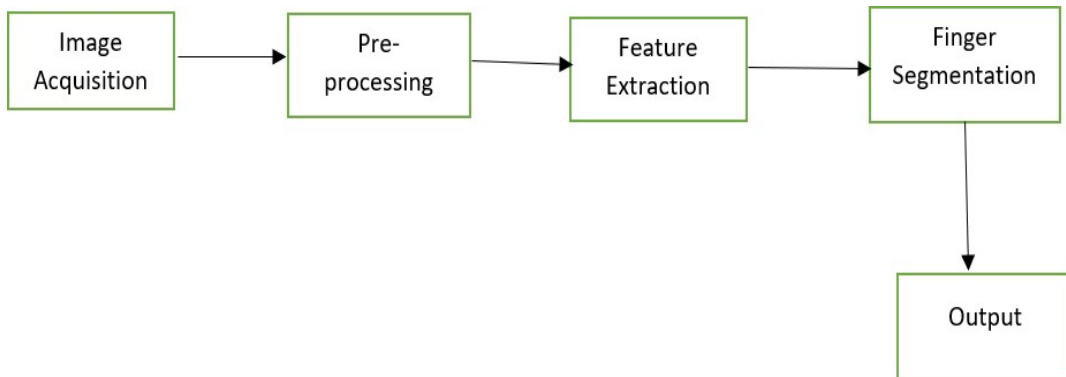 Image
Acquisition
Pre-
processing
Feature
Extraction
Finger
Segmentation
Output